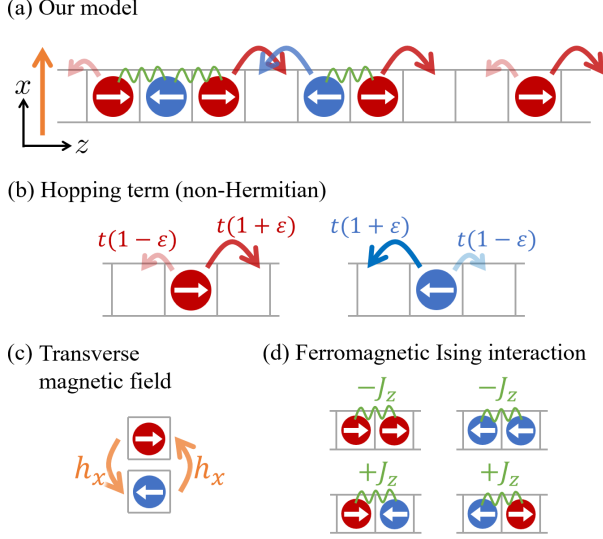 (a) Our model
x
z
(b) Hopping term (non-Hermitian)
t(1 − ε) t(1 + ε) t(1 + ε) t(1 − ε)
(c) Transverse
magnetic field
h_x h_x
(d) Ferromagnetic Ising interaction
−J_z −J_z
+J_z +J_z